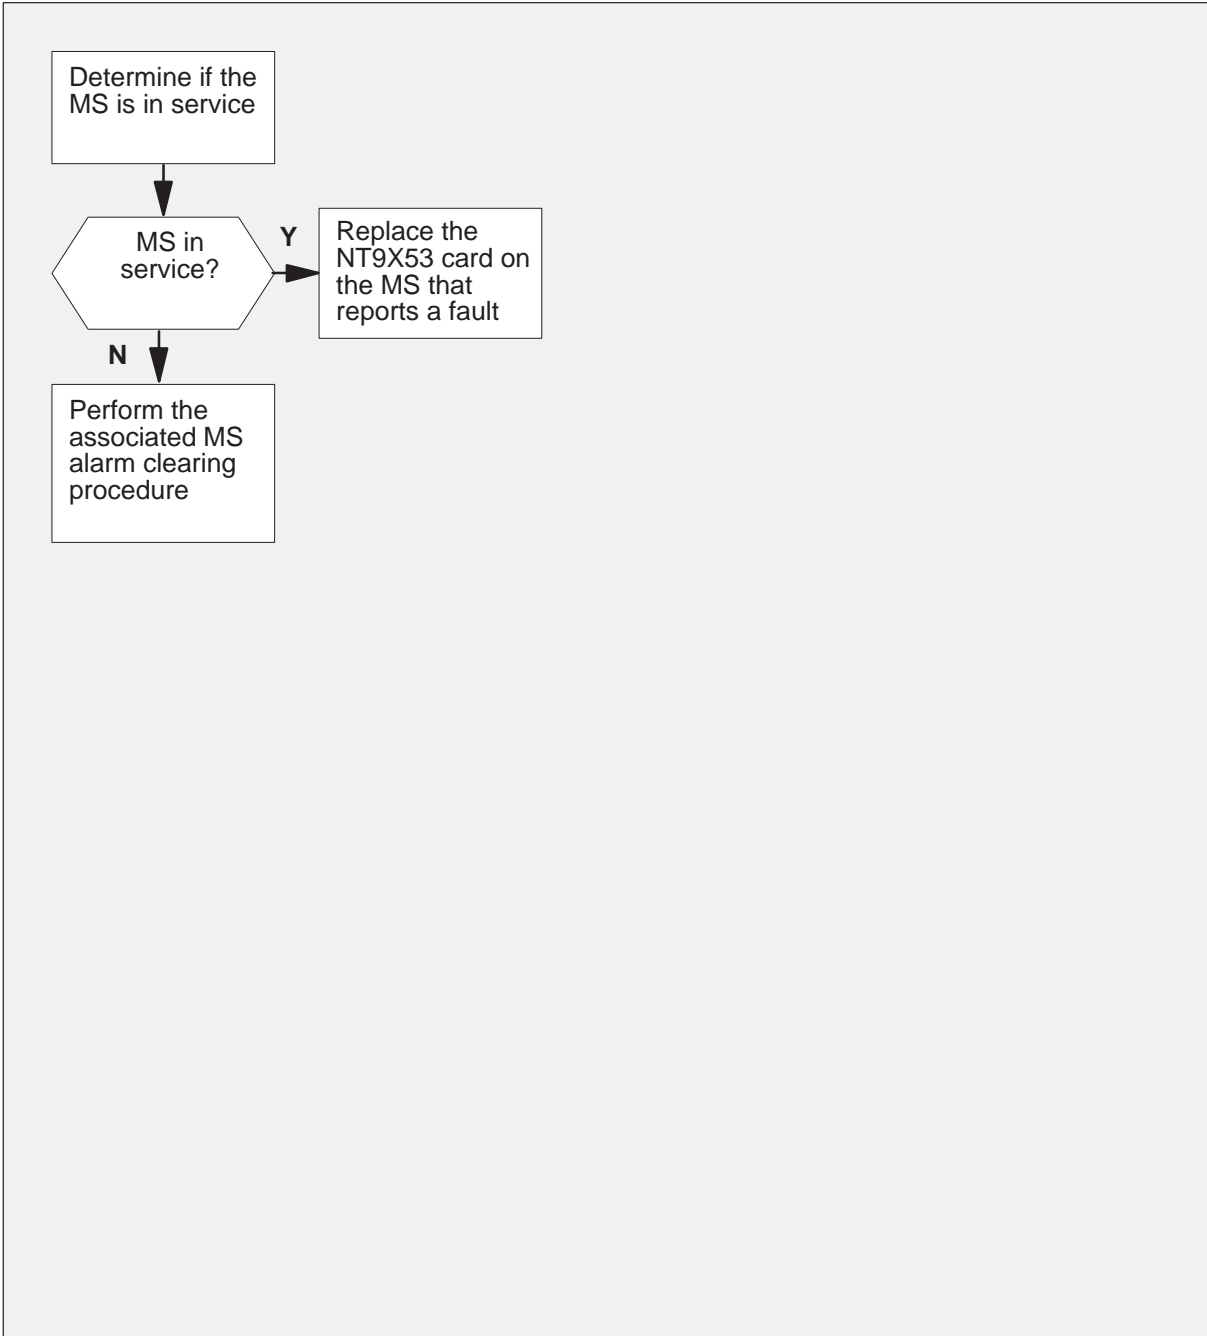 Determine if the
MS is in service
MS in
service?
Y
Replace the
NT9X53 card on
the MS that
reports a fault
N
Perform the
associated MS
alarm clearing
procedure